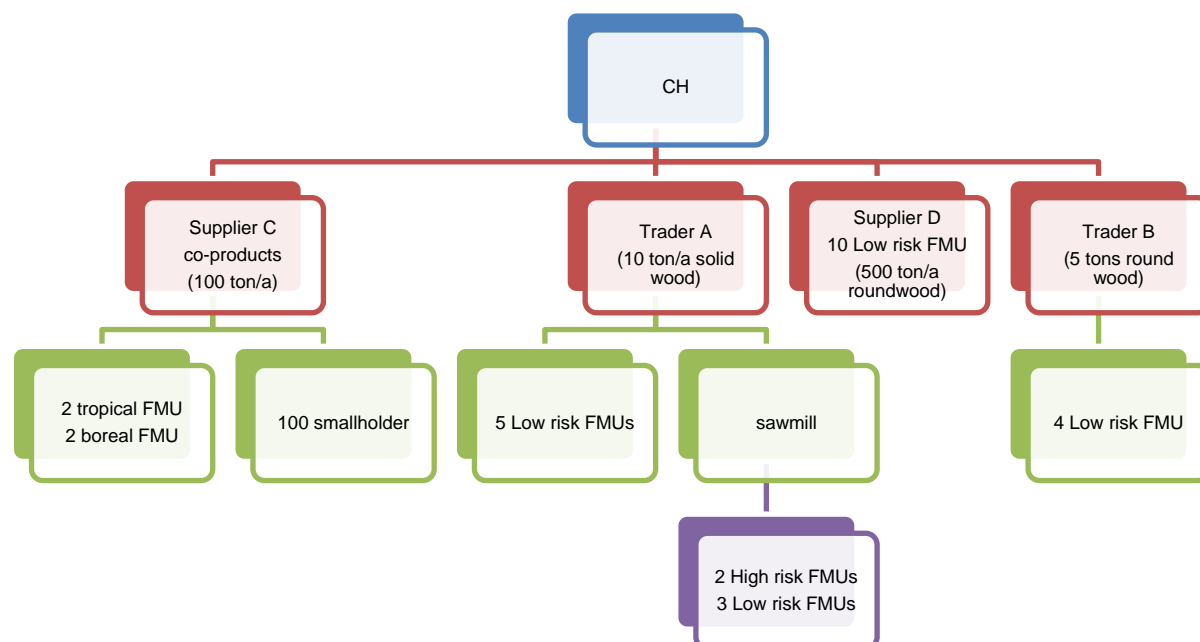 CH
Supplier C
co-products
(100 ton/a)
Trader A
(10 ton/a solid
wood)
Supplier D
10 Low risk FMU
(500 ton/a
roundwood)
Trader B
(5 tons round
wood)
2 tropical FMU
2 boreal FMU
100 smallholder
5 Low risk FMUs
sawmill
4 Low risk FMU
2 High risk FMUs
3 Low risk FMUs